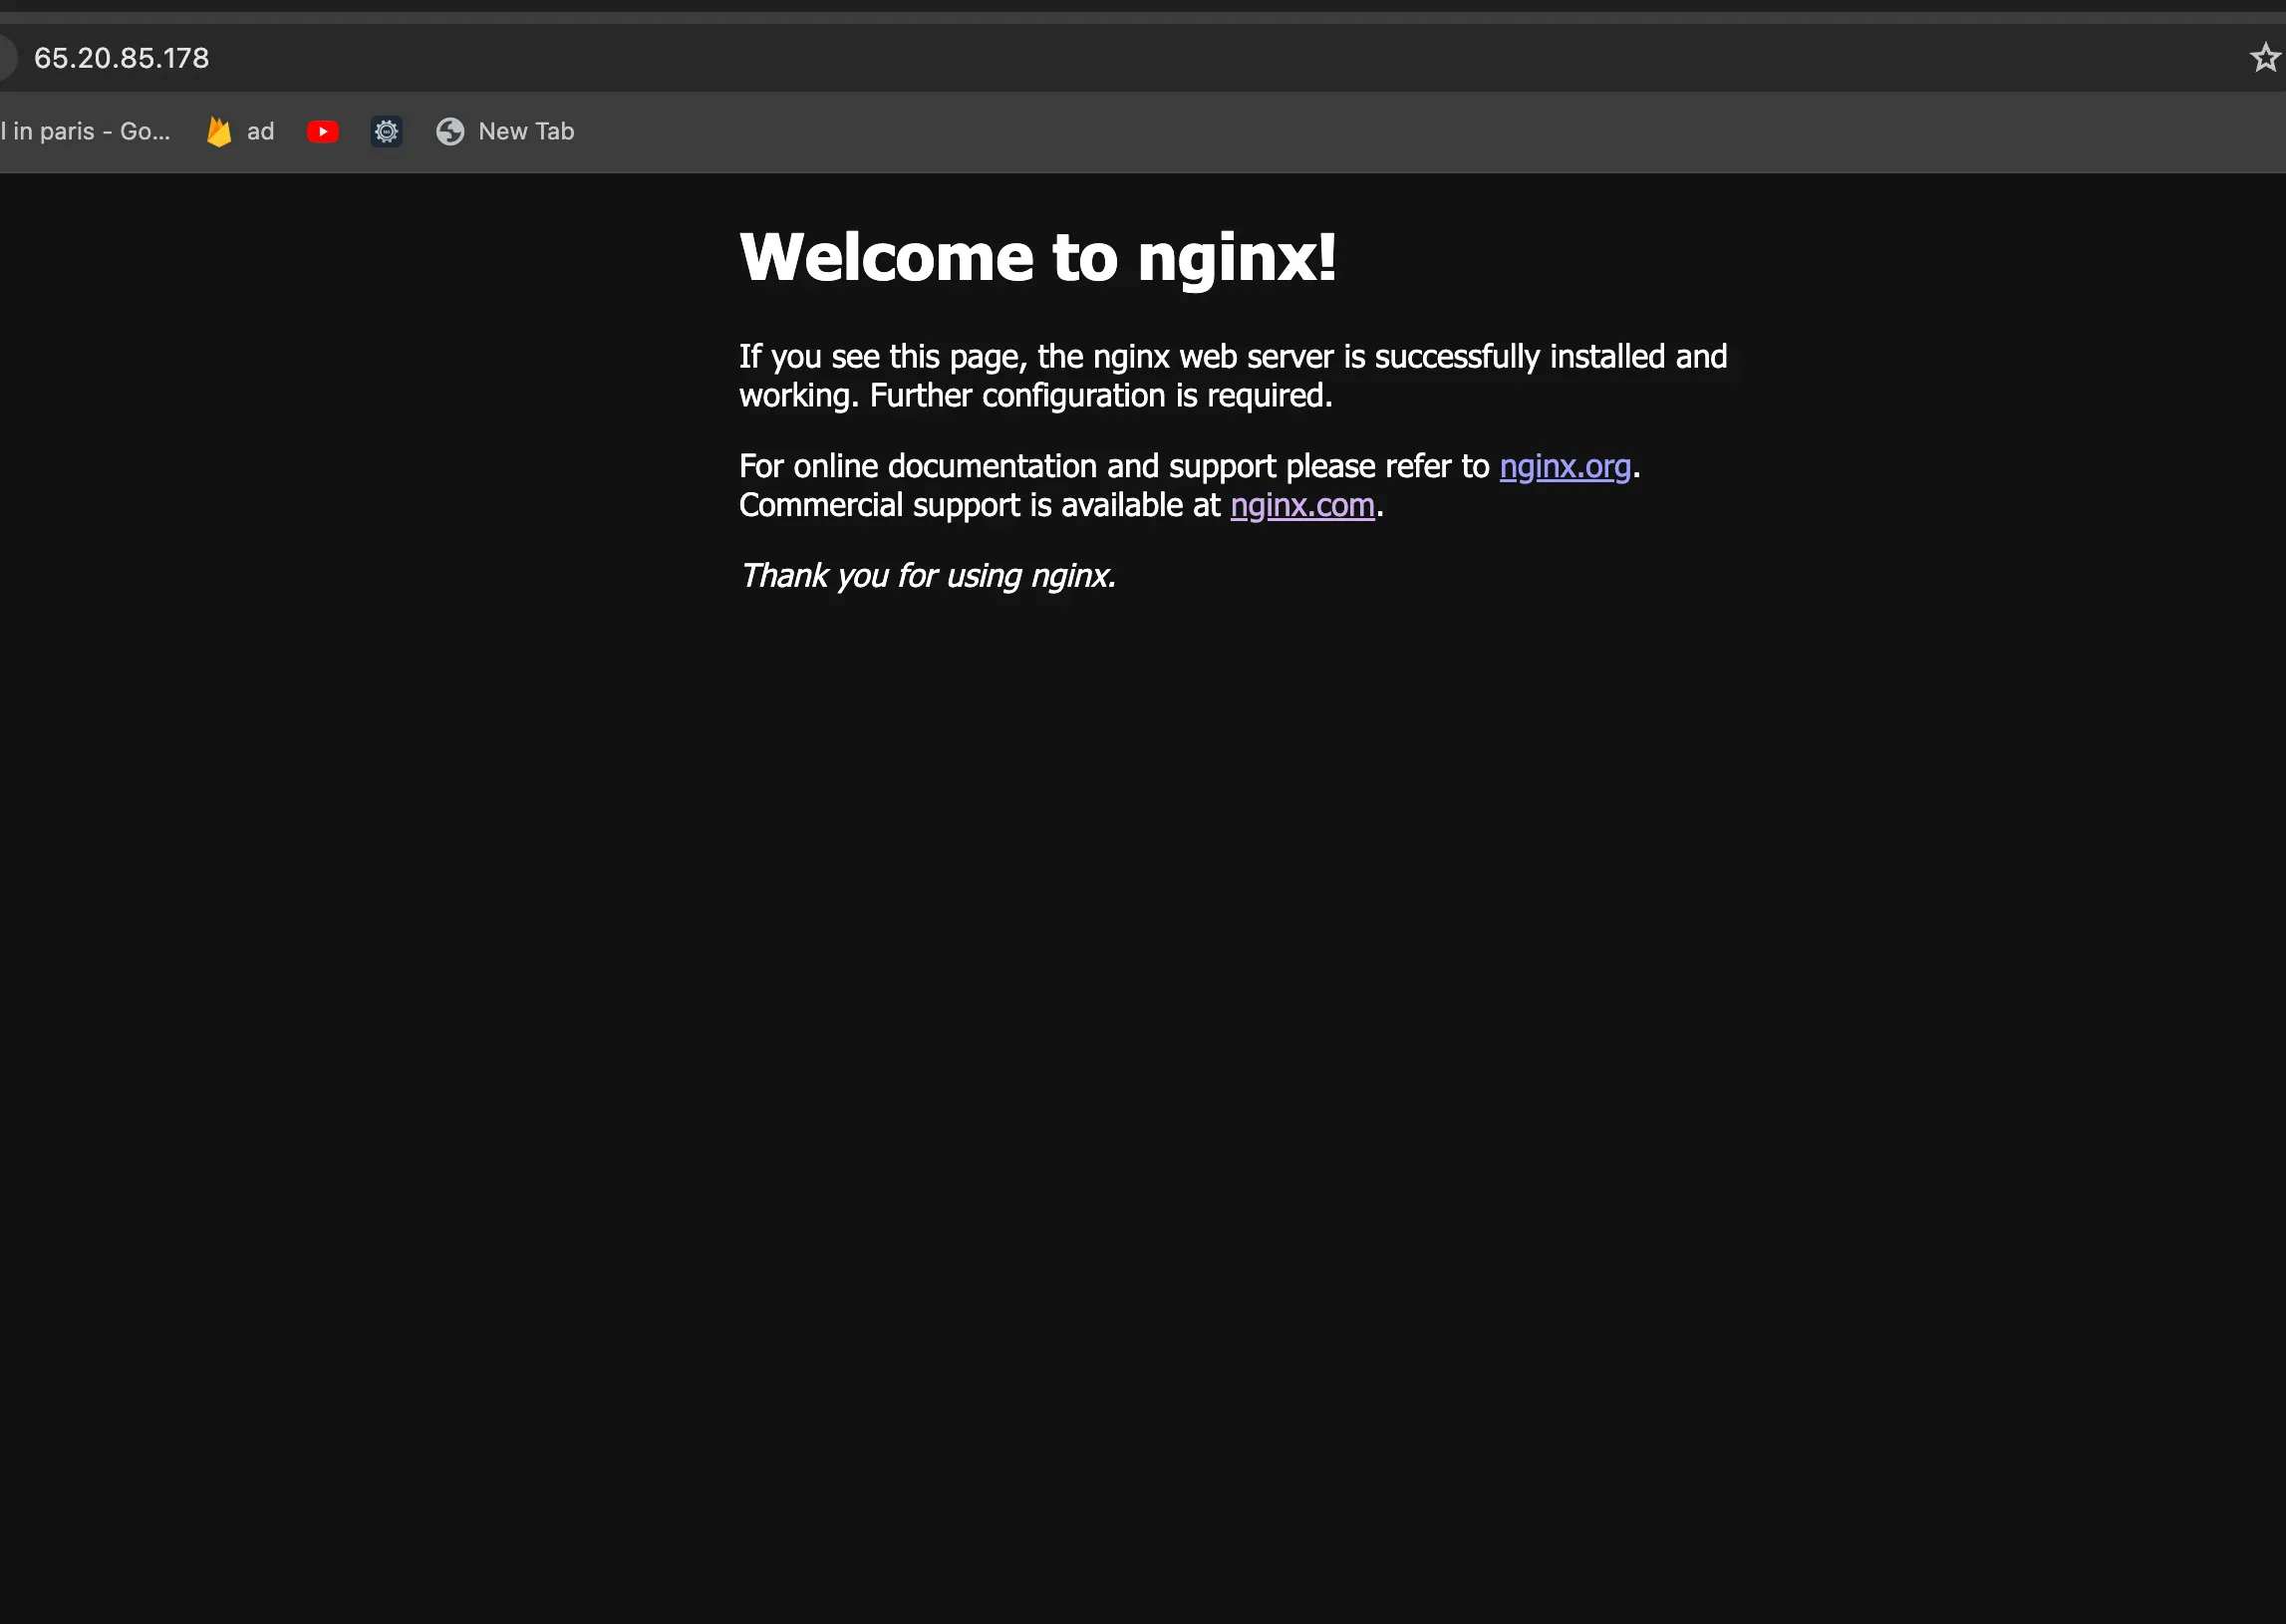 65.20.85.178
l in paris - Go...
ad
New Tab
Welcome to nginx!
If you see this page, the nginx web server is successfully installed and
working. Further configuration is required.
For online documentation and support please refer to nginx.org.
Commercial support is available at nginx.com.
Thank you for using nginx.